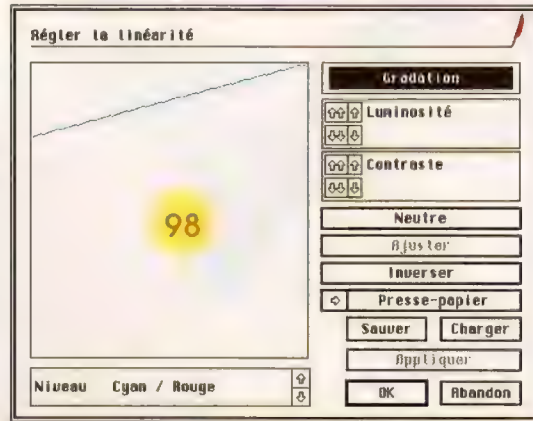 Régler la linéarité
Gradation
Luminosité
Contraste
98
Neutre
Ajuster
Inverser
Presse-papier
Sauver Charger
Appliquer
Niveau Cyan / Rouge
OK Abandon